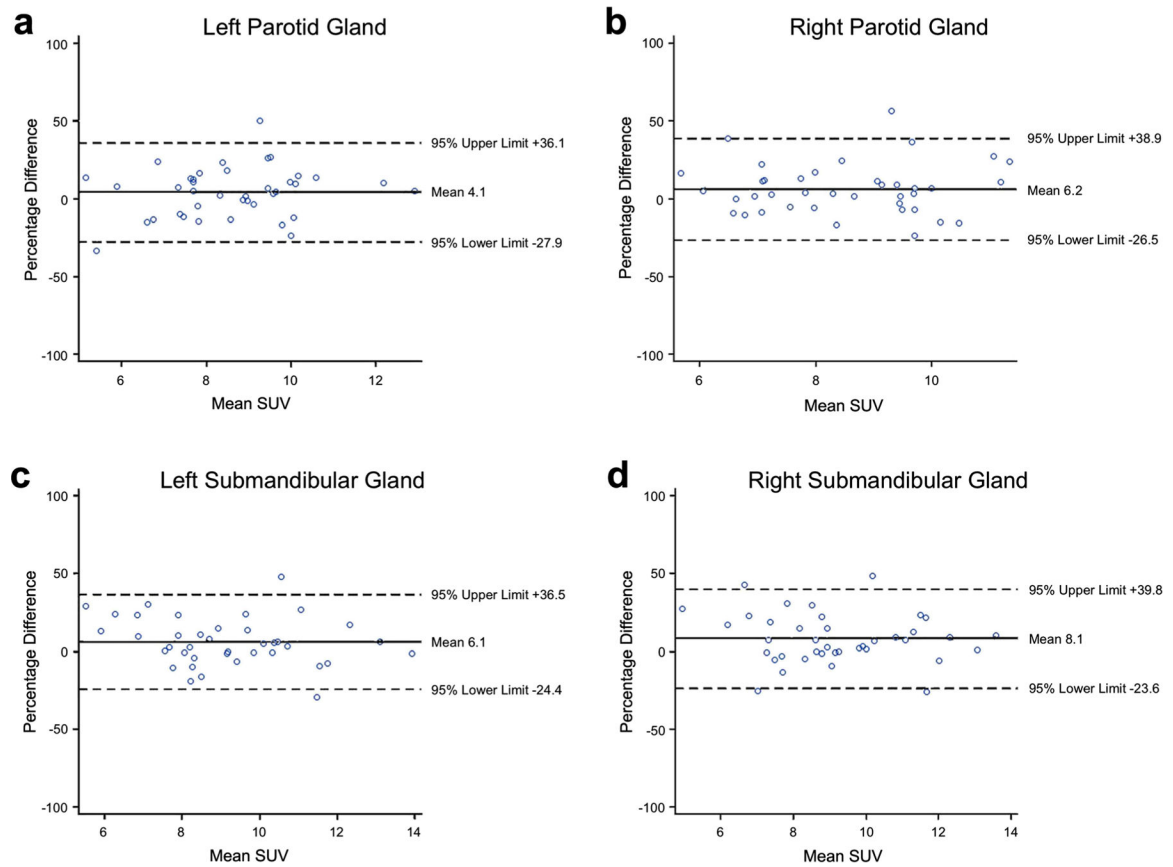 a
Left Parotid Gland
100
50
0
-50
-100
Percentage Difference
95% Upper Limit +36.1
Mean 4.1
95% Lower Limit -27.9
6 8 10 12
Mean SUV
b
Right Parotid Gland
100
50
0
-50
-100
Percentage Difference
95% Upper Limit +38.9
Mean 6.2
95% Lower Limit -26.5
6 8 10
Mean SUV
c
Left Submandibular Gland
100
50
0
-50
-100
Percentage Difference
95% Upper Limit +36.5
Mean 6.1
95% Lower Limit -24.4
6 8 10 12 14
Mean SUV
d
Right Submandibular Gland
100
50
0
-50
-100
Percentage Difference
95% Upper Limit +39.8
Mean 8.1
95% Lower Limit -23.6
6 8 10 12 14
Mean SUV